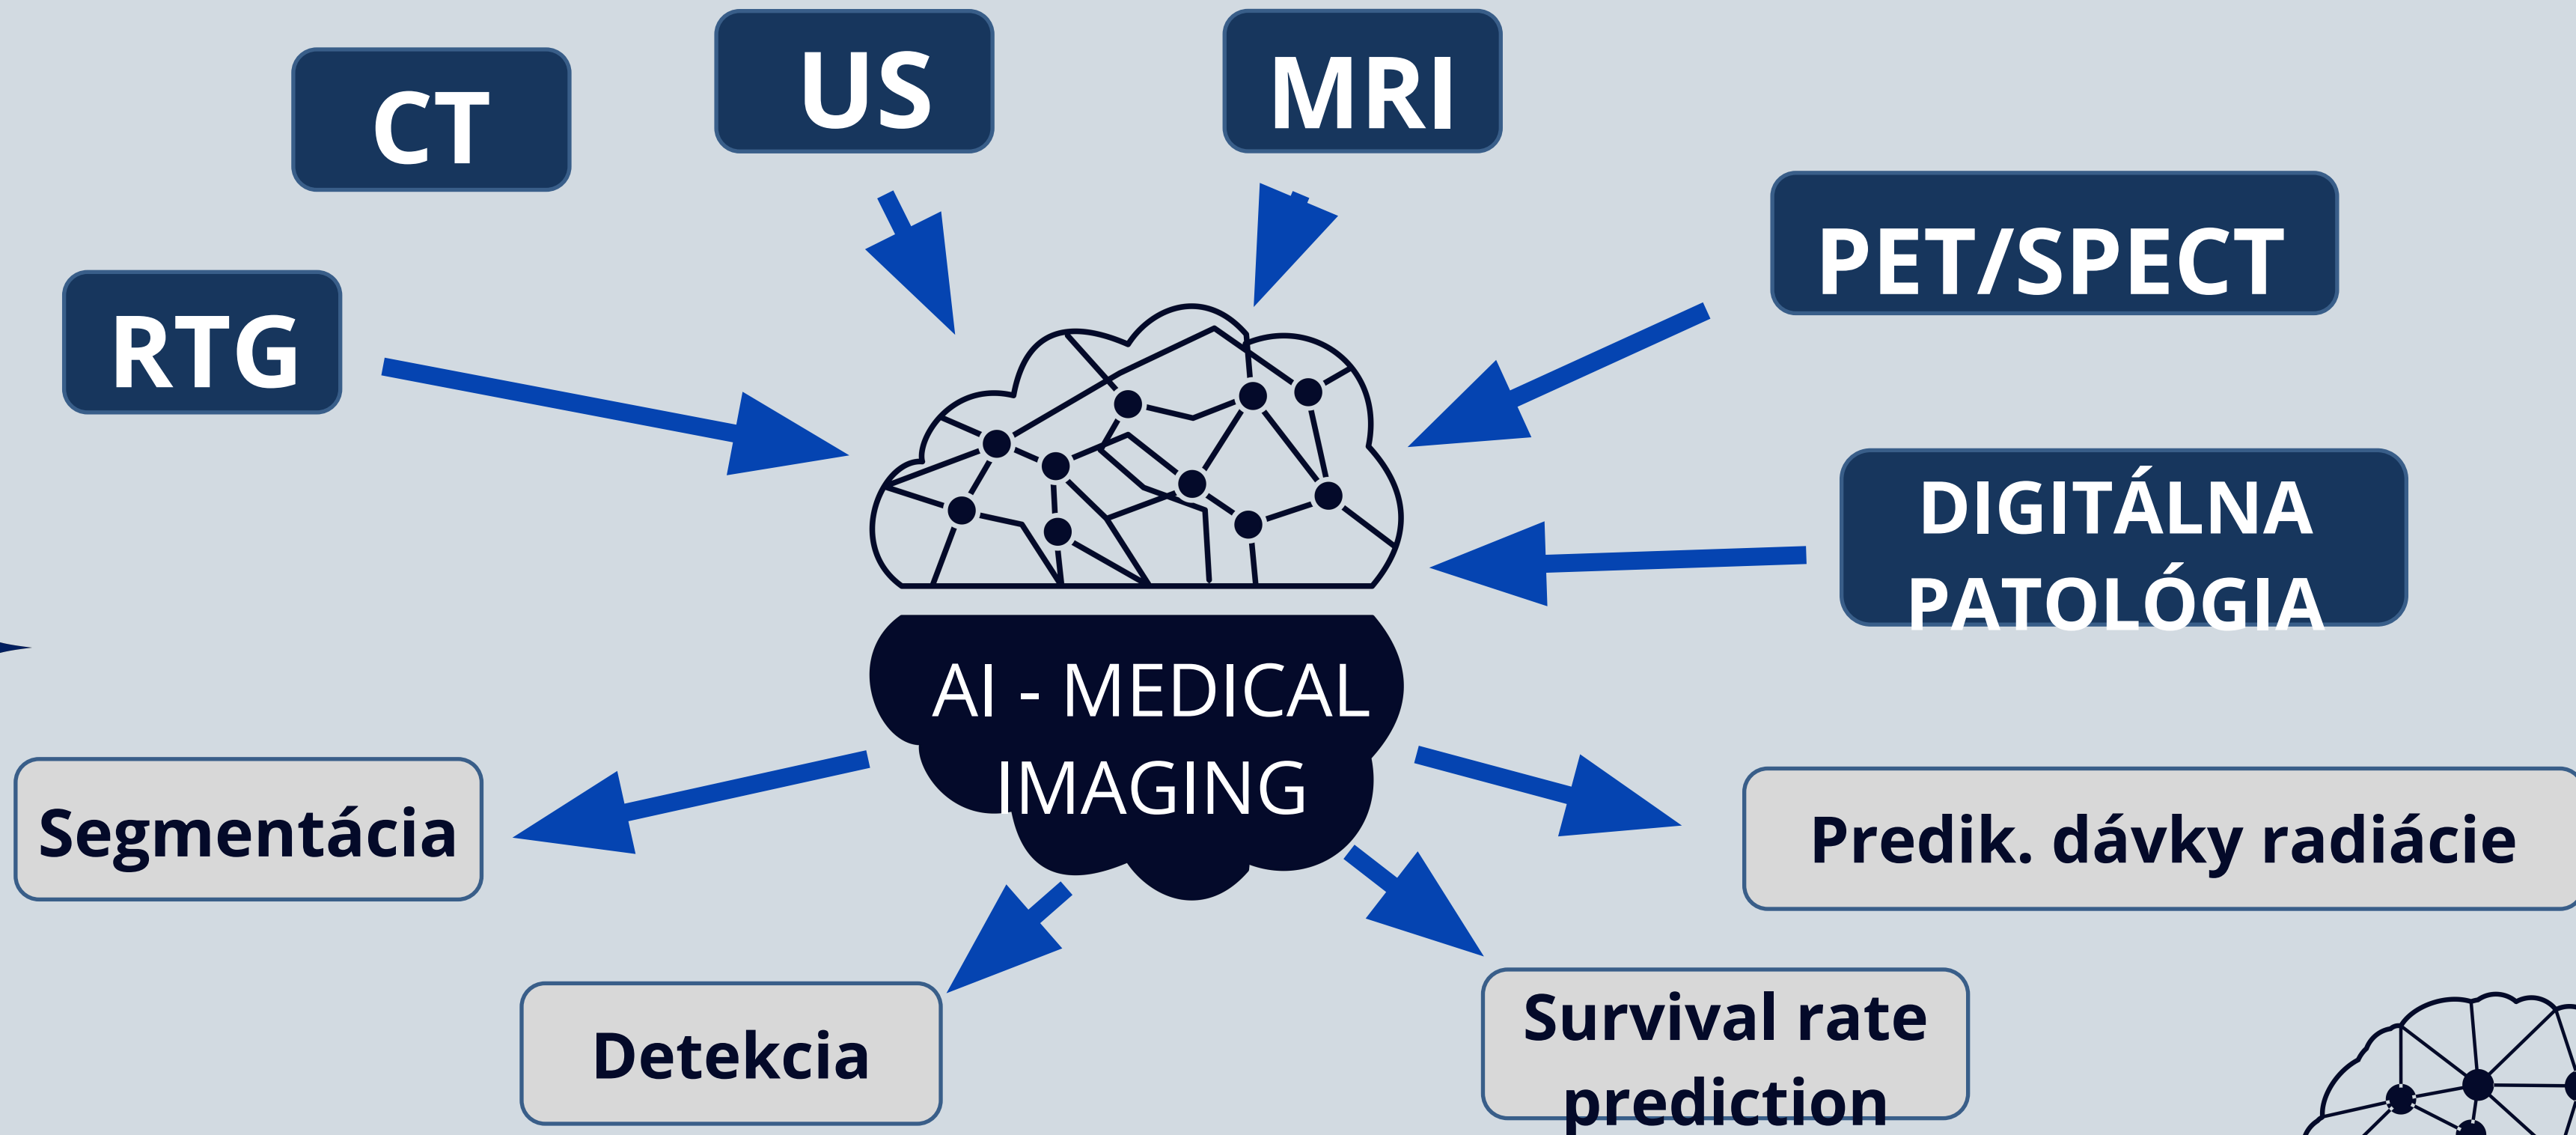 CT
US
MRI
RTG
PET/SPECT
DIGITÁLNA
PATOLÓGIA
AI - MEDICAL
IMAGING
Segmentácia
Predik. dávky radiácie
Detekcia
Survival rate
prediction